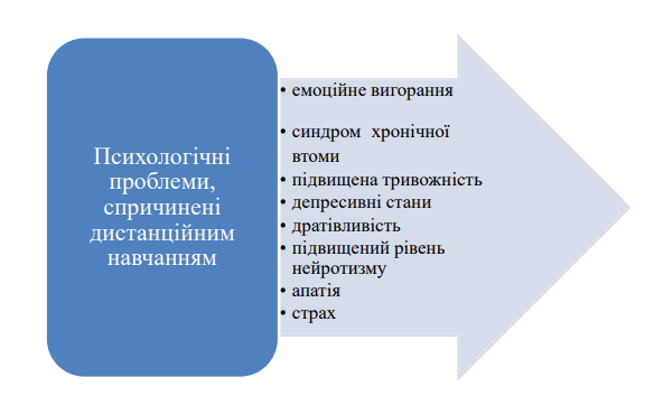 Психологічні
проблеми,
спричинені
дистанційним
навчанням
• емоційне вигорання
• синдром хронічної
втоми
• підвищена тривожність
• депресивні стани
• дратівливість
• підвищений рівень
нейротизму
• апатія
• страх